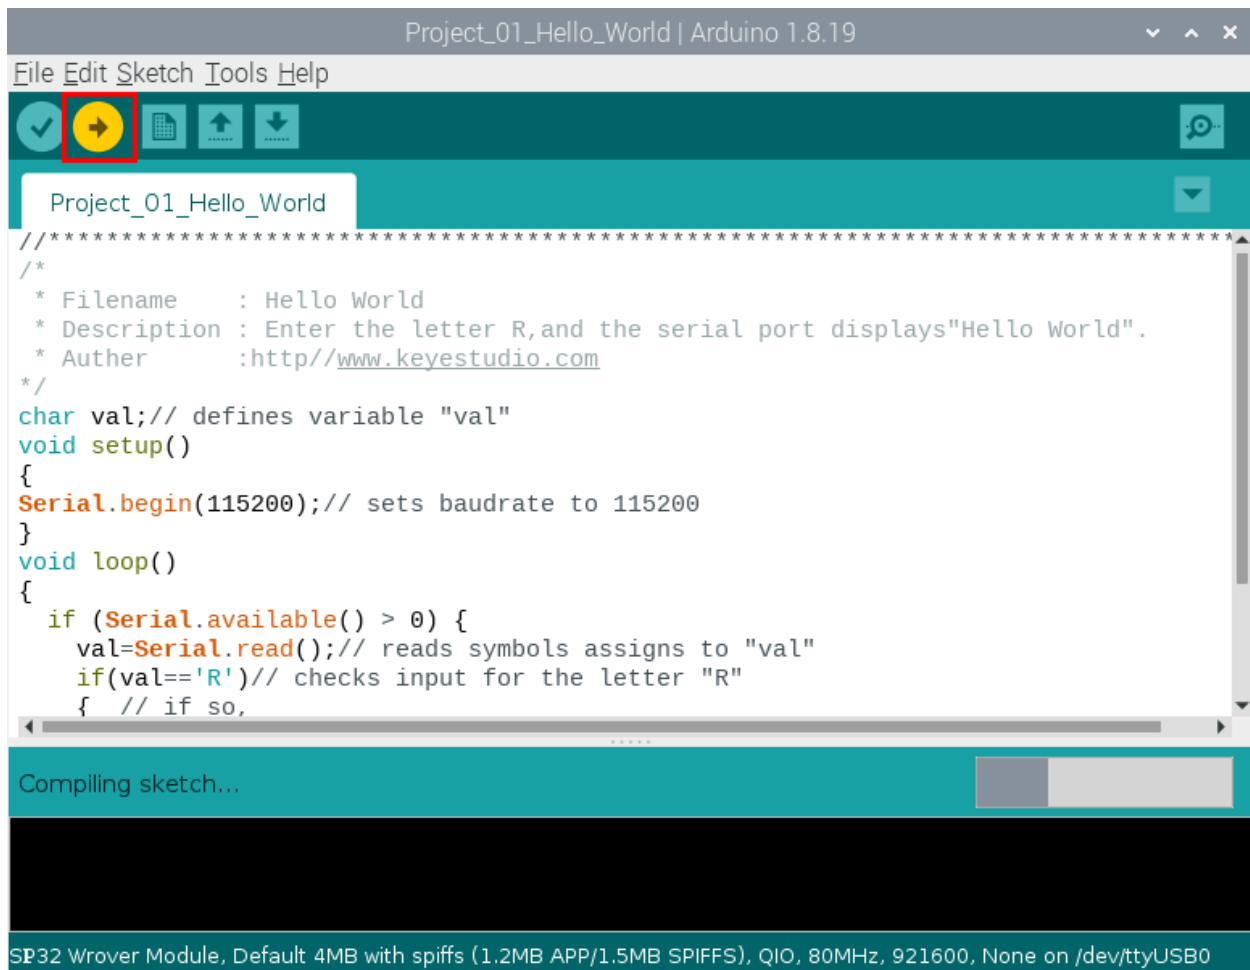 Project_01_Hello_World | Arduino 1.8.19
File Edit Sketch Tools Help
Project_01_Hello_World
//**********************************************************************************
/*
 * Filename    : Hello World
 * Description : Enter the letter R,and the serial port displays"Hello World".
 * Auther      :http//www.keyestudio.com
*/
char val;// defines variable "val"
void setup()
{
Serial.begin(115200);// sets baudrate to 115200
}
void loop()
{
  if (Serial.available() > 0) {
    val=Serial.read();// reads symbols assigns to "val"
    if(val=='R')// checks input for the letter "R"
    {  // if so,
Compiling sketch...
SP32 Wrover Module, Default 4MB with spiffs (1.2MB APP/1.5MB SPIFFS), QIO, 80MHz, 921600, None on /dev/ttyUSB0